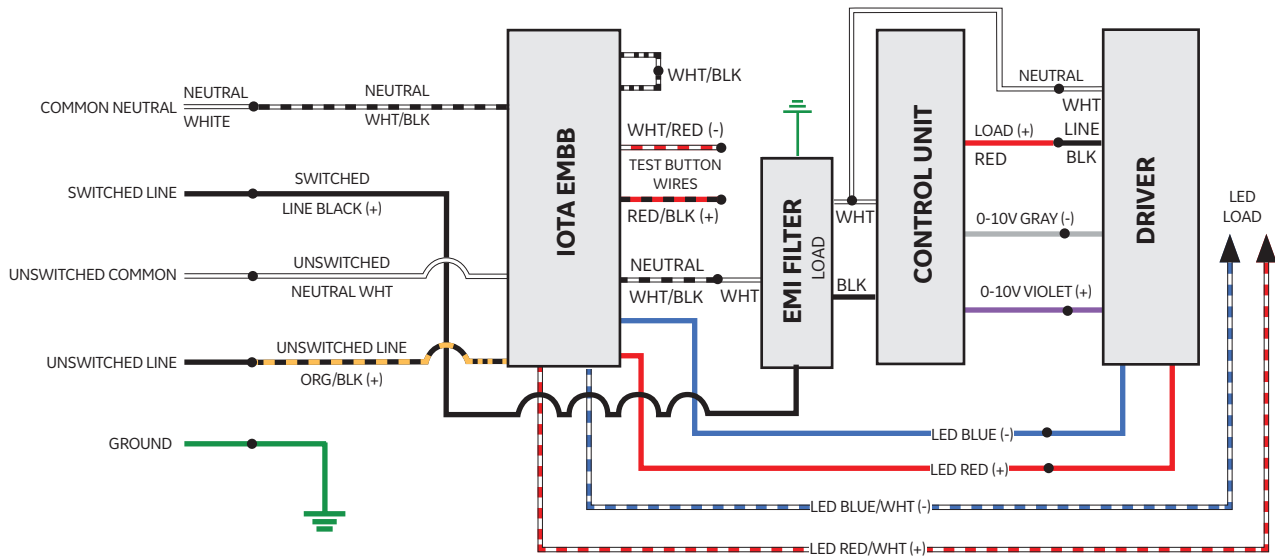 COMMON NEUTRAL
NEUTRAL
WHITE
NEUTRAL
WHT/BLK
SWITCHED LINE
SWITCHED
LINE BLACK (+)
UNSWITCHED COMMON
UNSWITCHED
NEUTRAL WHT
UNSWITCHED LINE
UNSWITCHED LINE
ORG/BLK (+)
GROUND
IOTA EMBB
WHT/BLK
WHT/RED (-)
TEST BUTTON
WIRES
RED/BLK (+)
NEUTRAL
WHT/BLK
WHT
EMI FILTER
LOAD
WHT
BLK
CONTROL UNIT
NEUTRAL
WHT
LOAD (+)
RED
LINE
BLK
0-10V GRAY (-)
0-10V VIOLET (+)
DRIVER
LED
LOAD
LED BLUE (-)
LED RED (+)
LED BLUE/WHT (-)
LED RED/WHT (+)